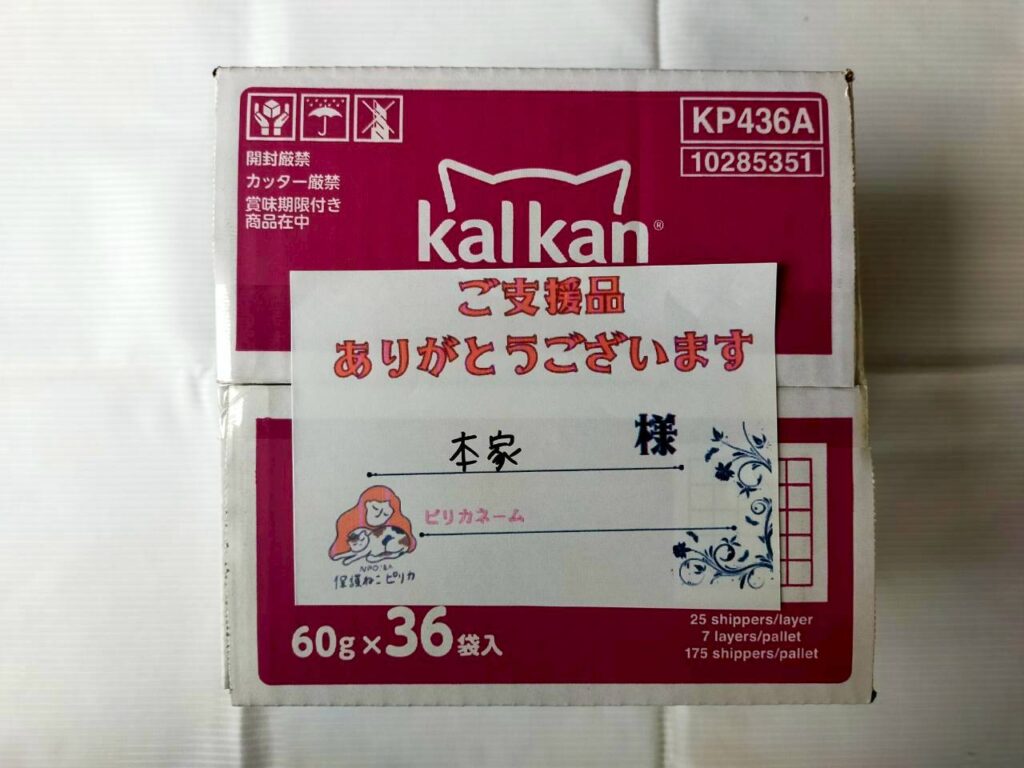 開封厳禁
カッター厳禁
賞味期限付き
商品在中
KP436A
10285351
kalkan®
ご支援品
ありがとうございます
本家 様
ピリカネーム
NPO法人
保護ねこピリカ
60g×36袋入
25 shippers/layer
7 layers/pallet
175 shippers/pallet